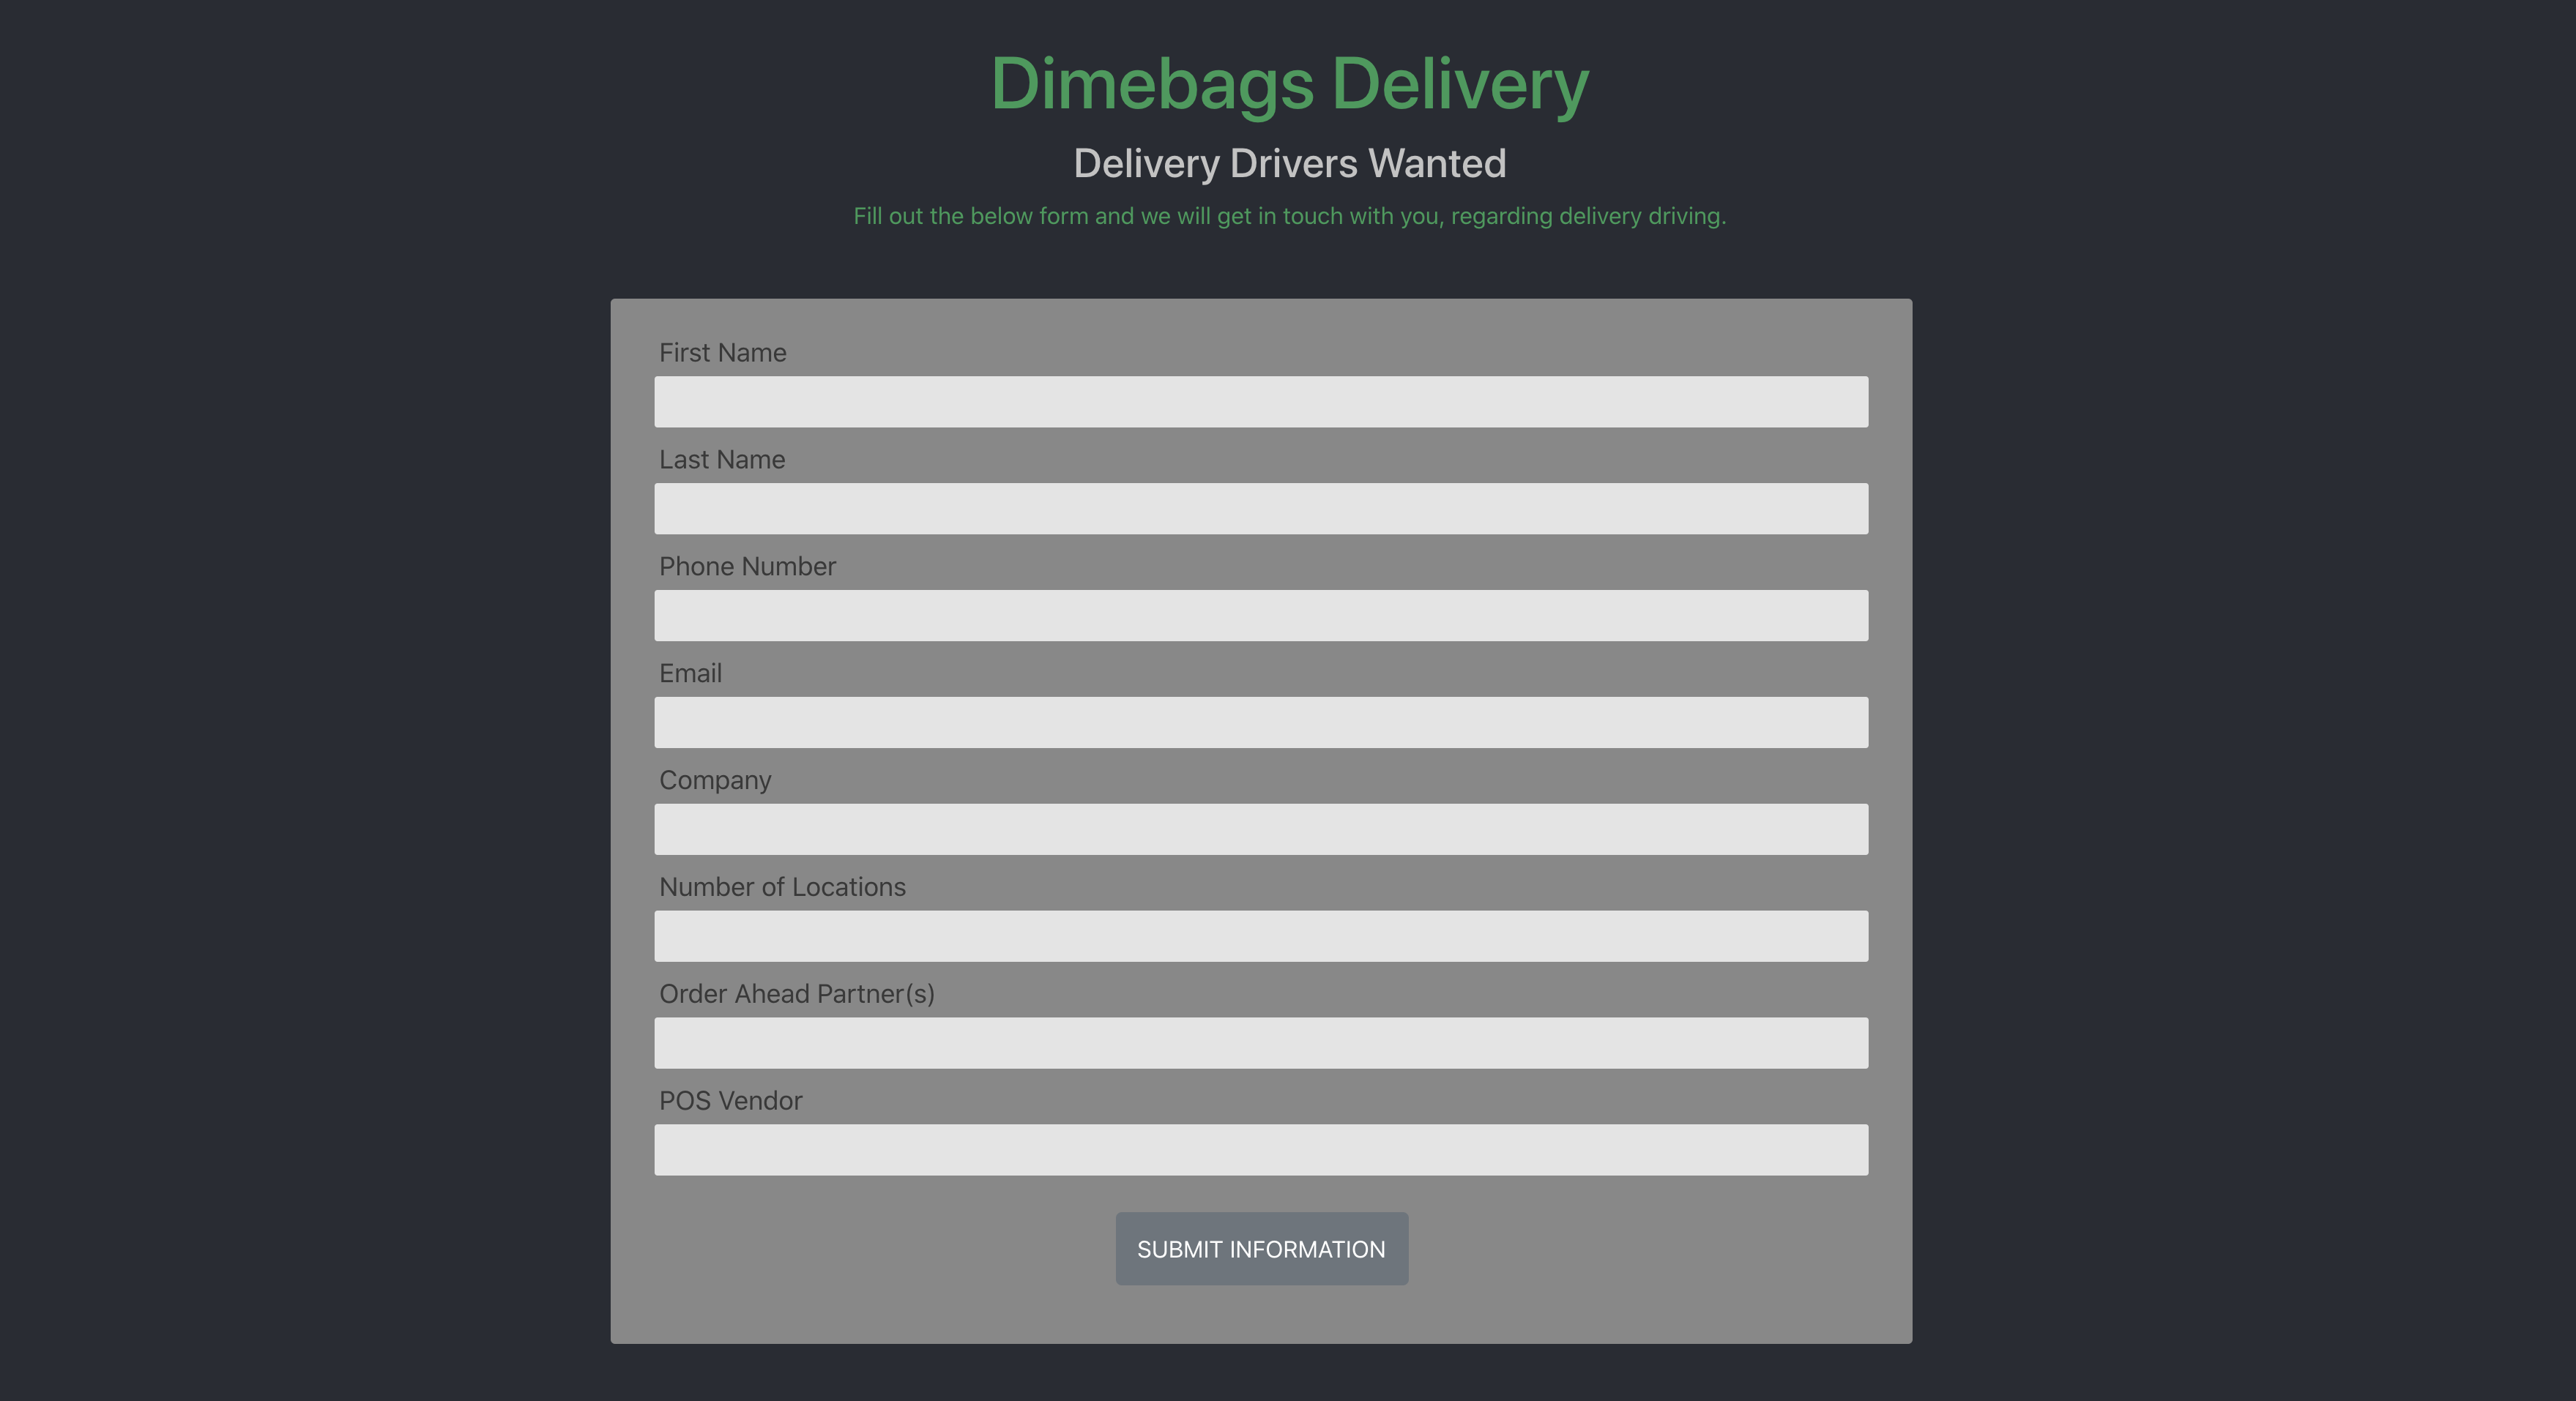 Dimebags Delivery
Delivery Drivers Wanted
Fill out the below form and we will get in touch with you, regarding delivery driving.
First Name
Last Name
Phone Number
Email
Company
Number of Locations
Order Ahead Partner(s)
POS Vendor
SUBMIT INFORMATION